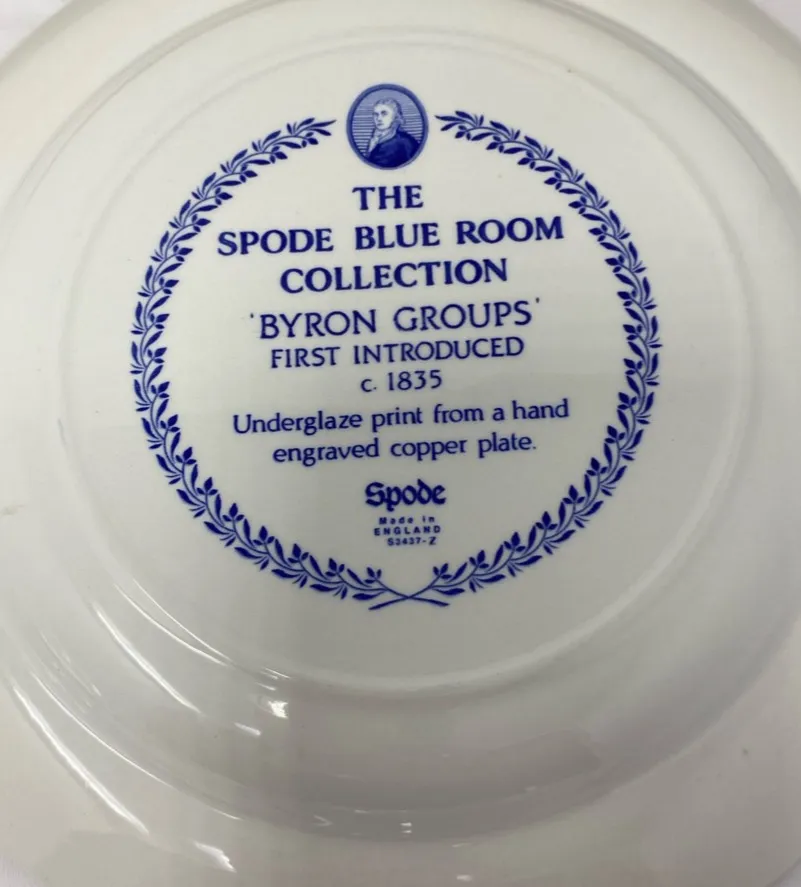 THE
SPODE BLUE ROOM
COLLECTION
'BYRON GROUPS'
FIRST INTRODUCED
c. 1835
Underglaze print from a hand
engraved copper plate.
Spode
Made in
ENGLAND
S3437-Z